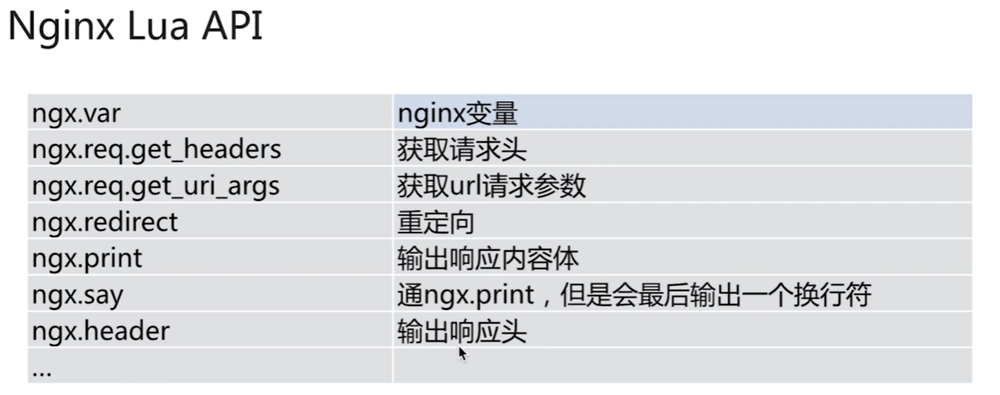 Nginx Lua API
ngx.var nginx变量
ngx.req.get_headers 获取请求头
ngx.req.get_uri_args 获取url请求参数
ngx.redirect 重定向
ngx.print 输出响应内容体
ngx.say 通ngx.print，但是会最后输出一个换行符
ngx.header 输出响应头
...